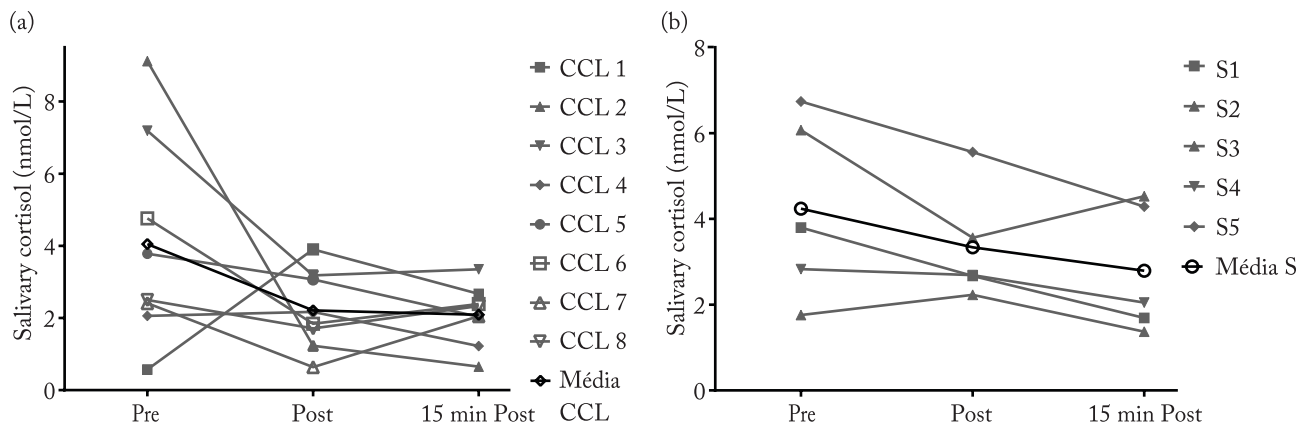 (a)
Salivary cortisol (nmol/L)
8
6
4
2
0
Pre
Post
15 min Post
CCL 1
CCL 2
CCL 3
CCL 4
CCL 5
CCL 6
CCL 7
CCL 8
Média
CCL
(b)
Salivary cortisol (nmol/L)
8
6
4
2
0
Pre
Post
15 min Post
S1
S2
S3
S4
S5
Média S